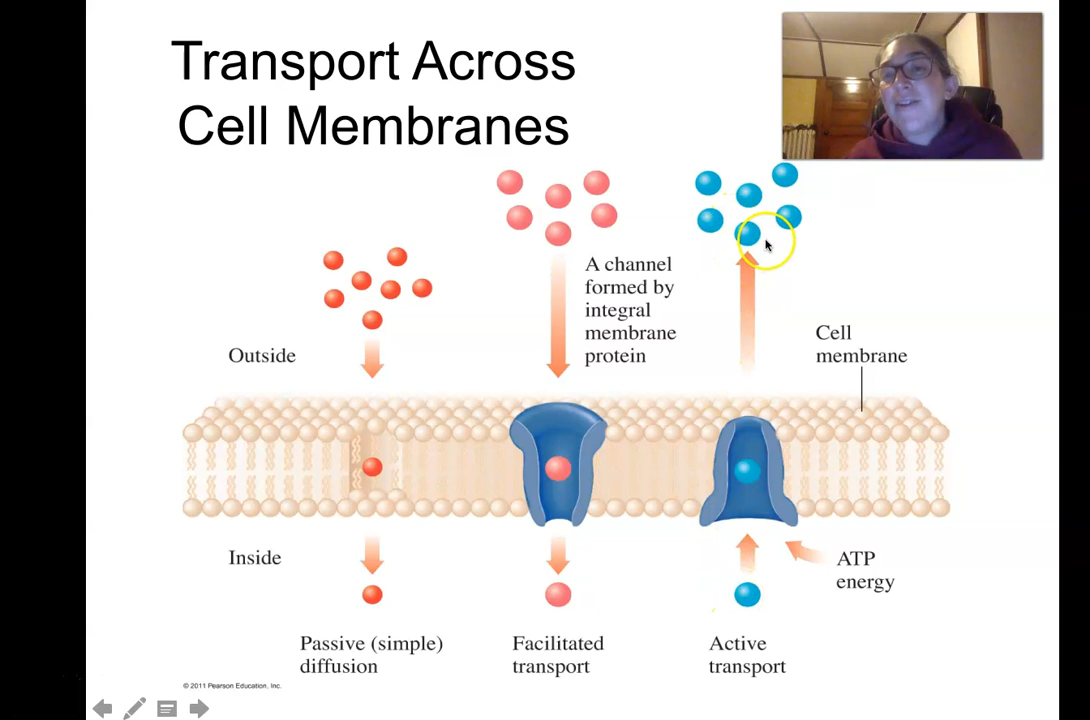 Transport Across
Cell Membranes
A channel
formed by
integral
membrane
protein
Cell
membrane
Outside
Inside
ATP
energy
Passive (simple)
diffusion
Facilitated
transport
Active
transport
© 2011 Pearson Education, Inc.